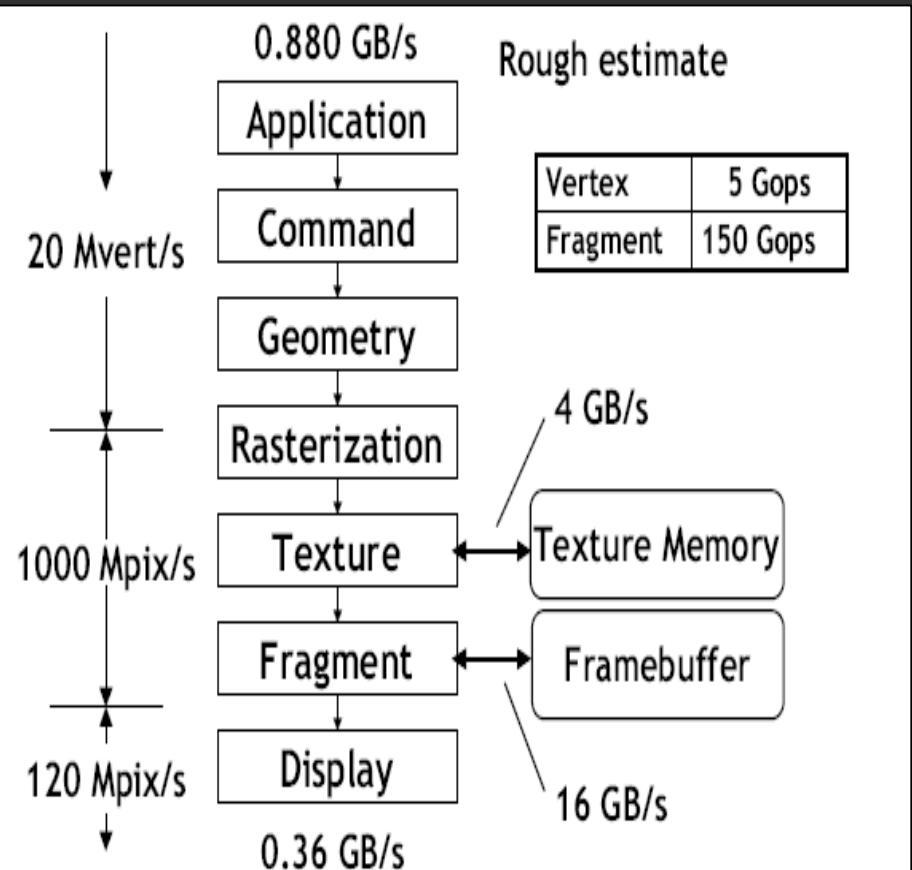 0.880 GB/s
Rough estimate
Application
Vertex 5 Gops
Command
Fragment 150 Gops
20 Mvert/s
Geometry
4 GB/s
Rasterization
1000 Mpix/s
Texture
Texture Memory
Fragment
Framebuffer
120 Mpix/s
Display
16 GB/s
0.36 GB/s